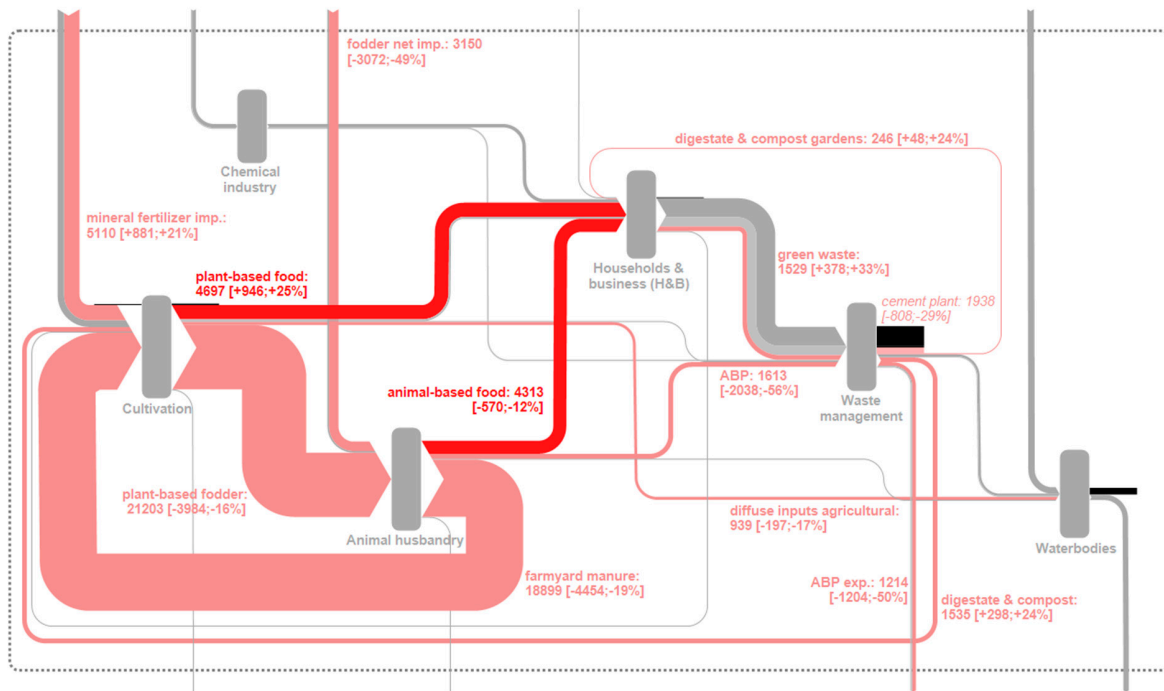 fodder net imp.: 3150
[-3072;-49%]
digestate & compost gardens: 246 [+48;+24%]
Chemical
industry
mineral fertilizer imp.:
5110 [+881;+21%]
plant-based food:
4697 [+946;+25%]
Households &
business (H&B)
green waste:
1529 [+378;+33%]
cement plant: 1938
[-808;-29%]
animal-based food: 4313
[-570;-12%]
ABP: 1613
[-2038;-56%]
Cultivation
Waste
management
plant-based fodder:
21203 [-3984;-16%]
diffuse inputs agricultural:
939 [-197;-17%]
Animal husbandry
Waterbodies
farmyard manure:
18899 [-4454;-19%]
ABP exp.: 1214
[-1204;-50%]
digestate & compost:
1535 [+298;+24%]